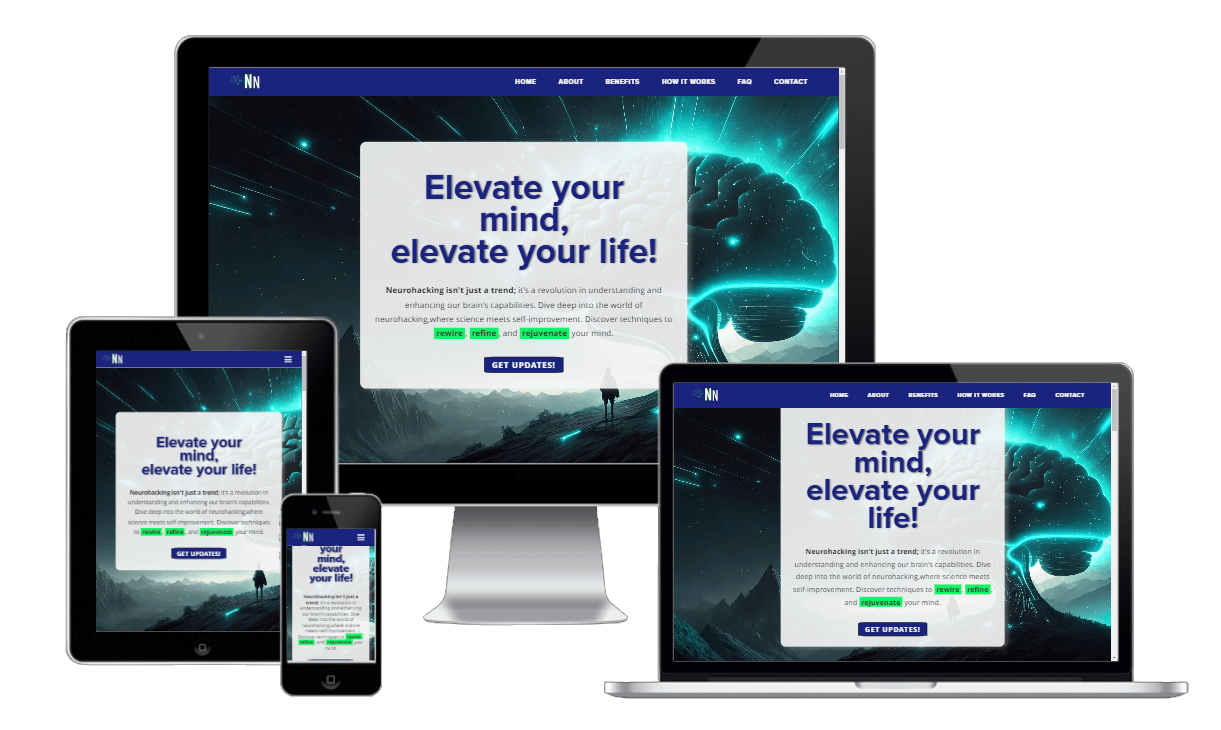 Nn
HOME ABOUT BENEFITS HOW IT WORKS FAQ CONTACT
Elevate your
mind,
elevate your life!
Neurohacking isn't just a trend; it's a revolution in understanding and
enhancing our brain's capabilities. Dive deep into the world of
neurohacking,where science meets self-improvement. Discover techniques to
rewire, refine, and rejuvenate your mind.
GET UPDATES!
Nn
Elevate your
mind,
elevate your life!
Neurohacking isn't just a trend; it's a revolution in
understanding and enhancing our brain's capabilities.
Dive deep into the world of neurohacking,where
science meets self-improvement. Discover techniques
to rewire, refine, and rejuvenate your mind.
GET UPDATES!
Nn
your
mind,
elevate
your life!
Neurohacking isn't just a
trend; it's a revolution in
understanding and enhancing
our brain's capabilities. Dive
deep into the world of
neurohacking,where science
meets self-improvement.
Discover techniques to rewire,
refine, and rejuvenate your
mind.
Nn
HOME ABOUT BENEFITS HOW IT WORKS FAQ CONTACT
Elevate your
mind,
elevate your
life!
Neurohacking isn't just a trend; it's a revolution in
understanding and enhancing our brain's capabilities. Dive
deep into the world of neurohacking,where science meets
self-improvement. Discover techniques to rewire, refine,
and rejuvenate your mind.
GET UPDATES!